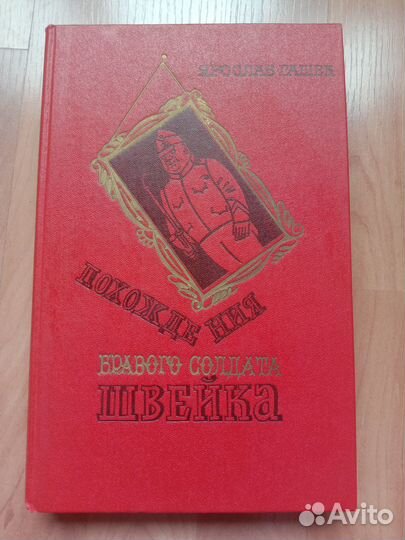 ЯРОСЛАВ ГАШЕК
ПОХОЖДЕНИЯ
БРАВОГО СОЛДАТА
ШВЕЙКА
Avito